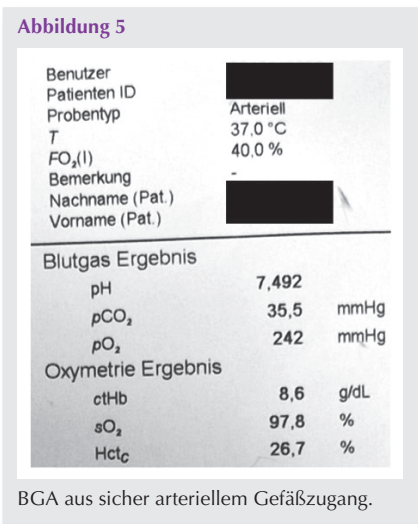 Abbildung 5
Benutzer
Patienten ID
Probentyp Arteriell
T 37,0 °C
FO₂(I) 40,0 %
Bemerkung -
Nachname (Pat.)
Vorname (Pat.)
Blutgas Ergebnis
pH 7,492
pCO₂ 35,5 mmHg
pO₂ 242 mmHg
Oxymetrie Ergebnis
ctHb 8,6 g/dL
sO₂ 97,8 %
Hctc 26,7 %
BGA aus sicher arteriellem Gefäßzugang.